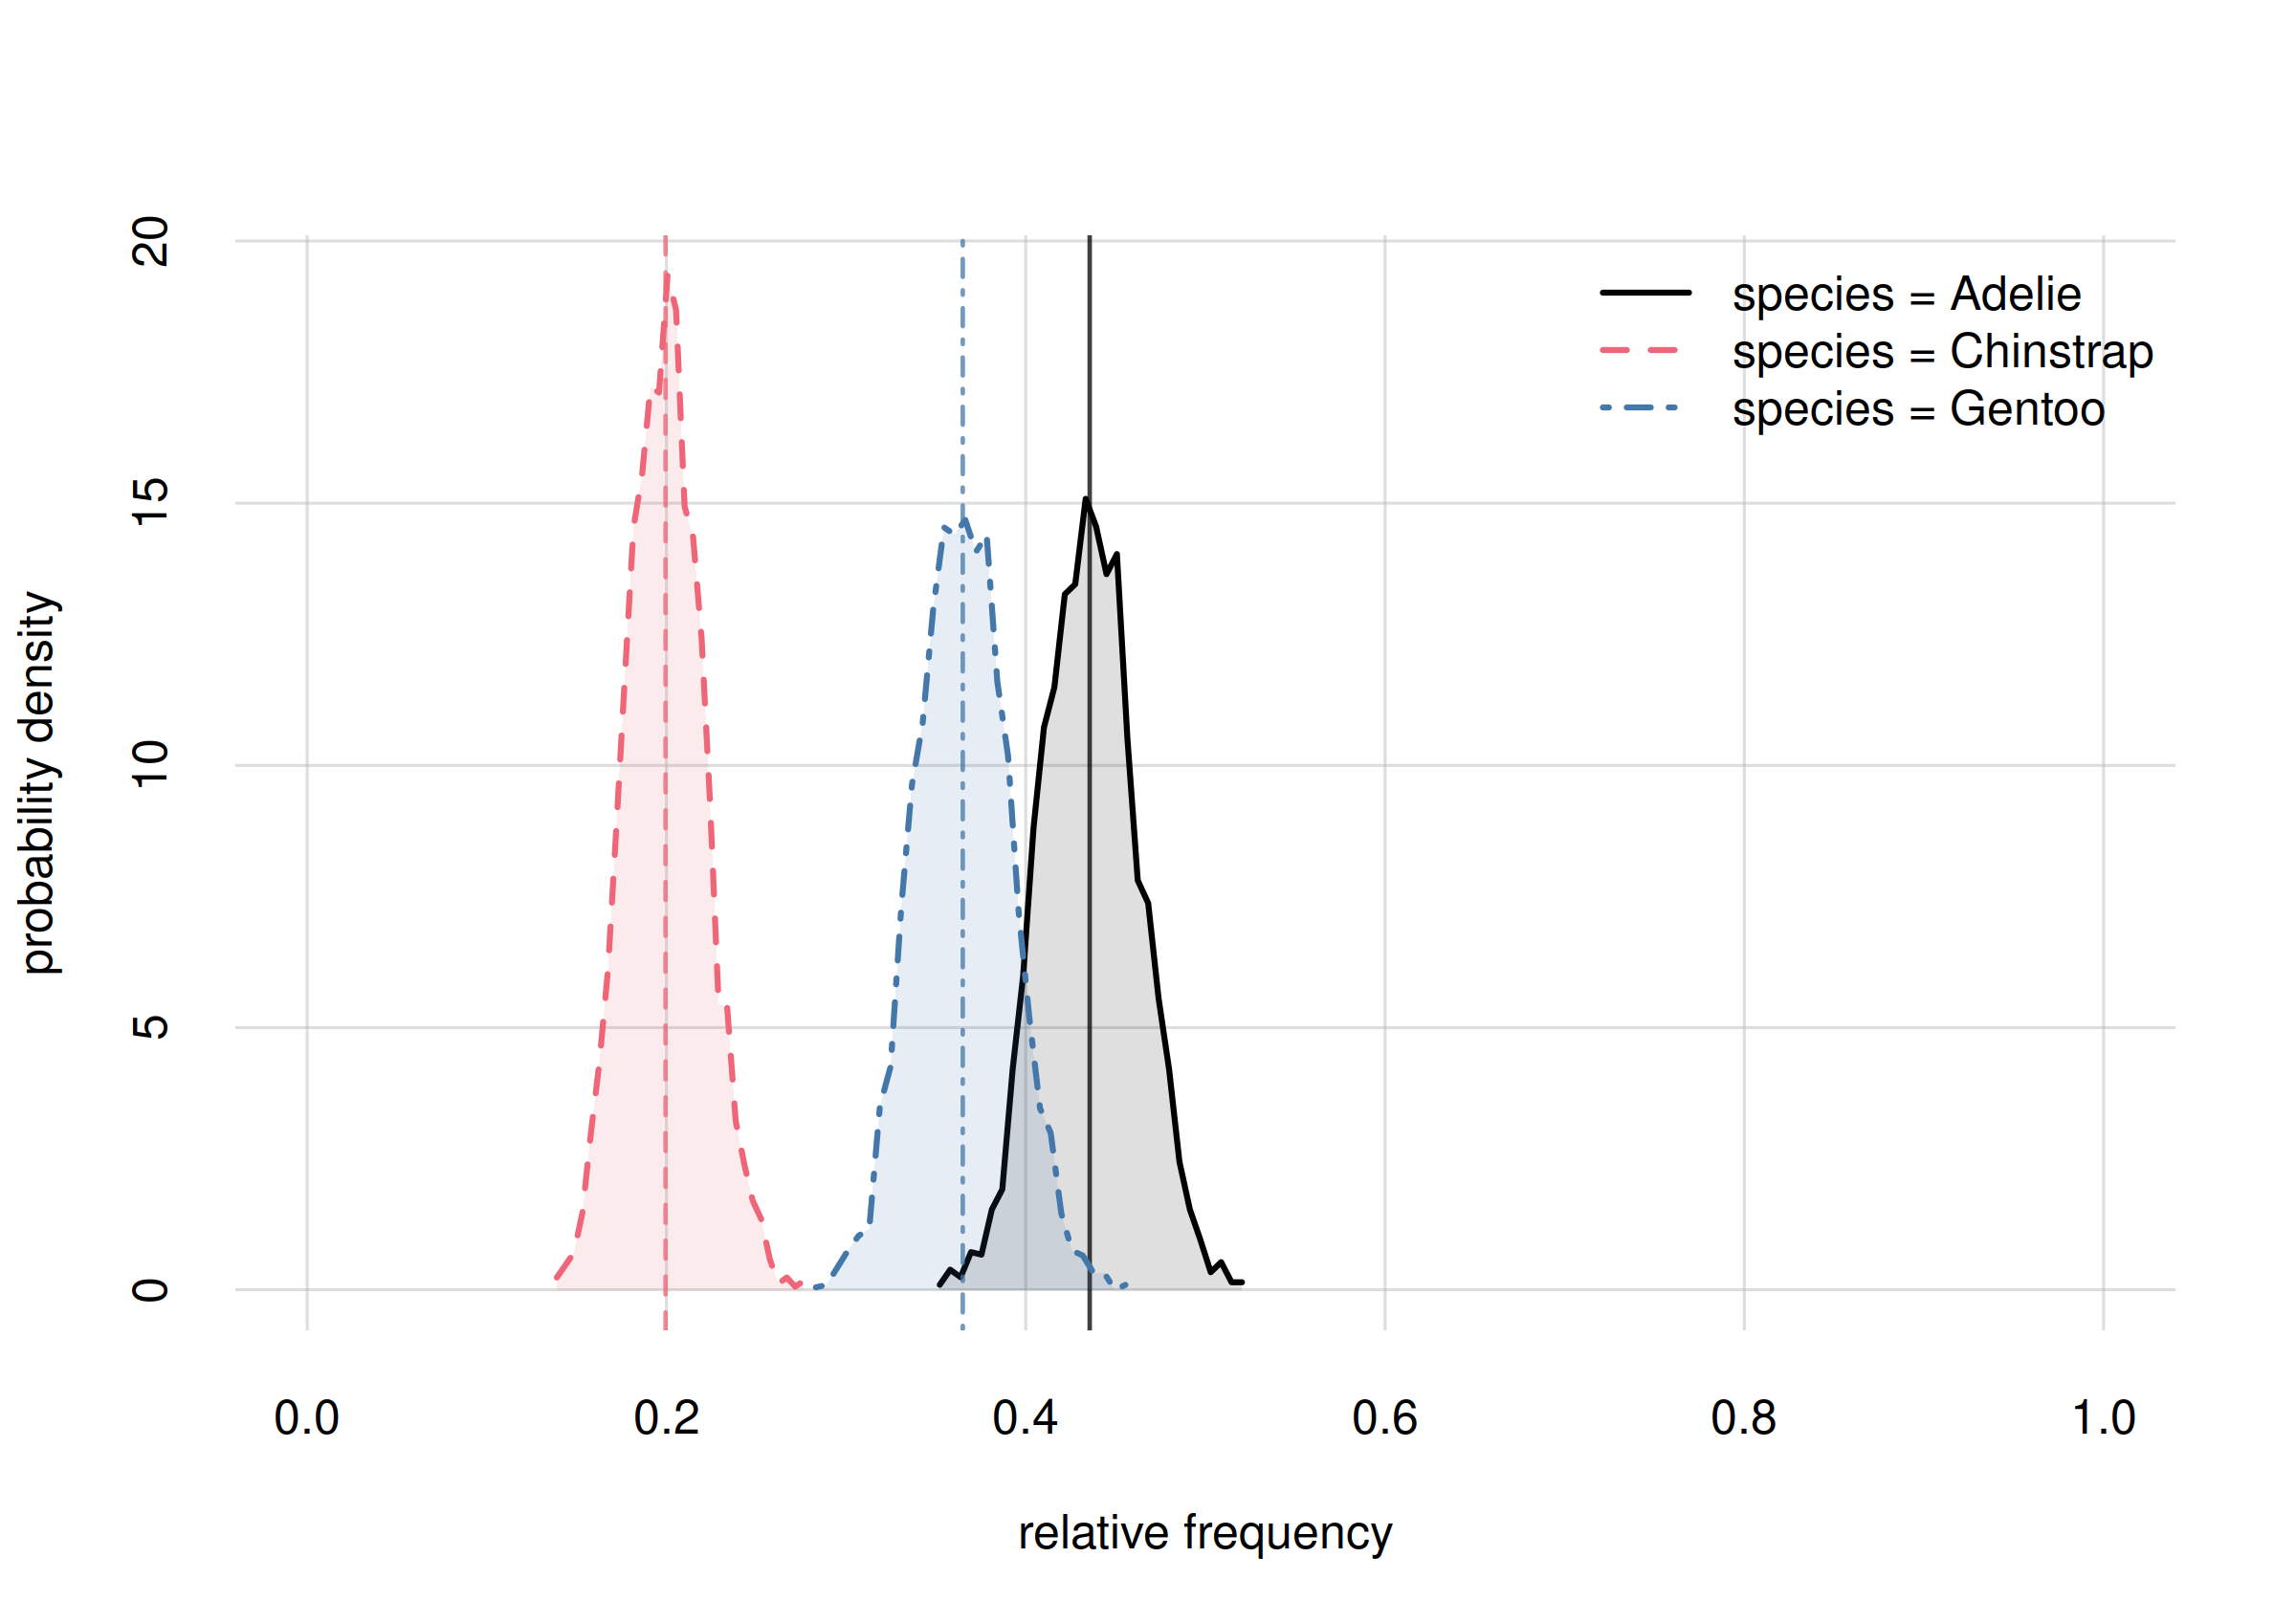 20
15
10
5
0
probability density
species = Adelie
species = Chinstrap
species = Gentoo
0.0 0.2 0.4 0.6 0.8 1.0
relative frequency